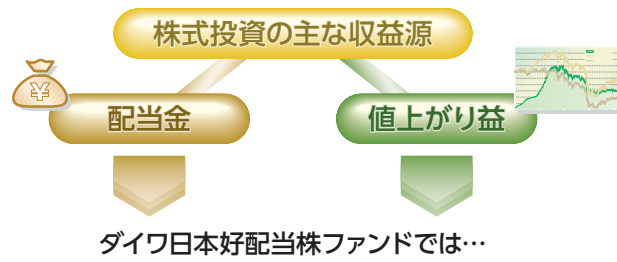 株式投資の主な収益源
¥
配当金
値上がり益
ダイワ日本好配当株ファンドでは…